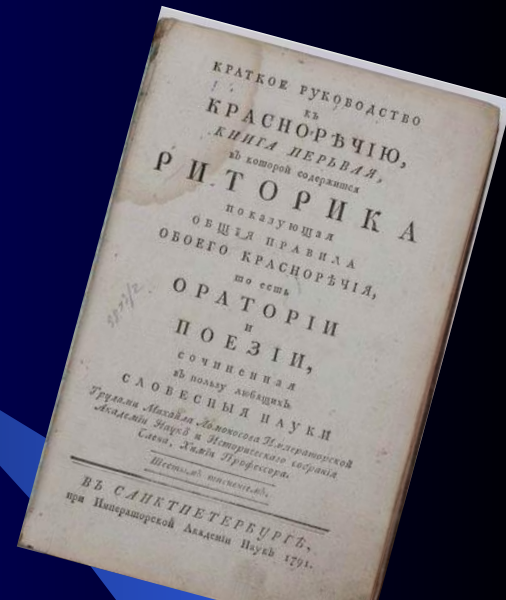 КРАТКОЕ РУКОВОДСТВО
КЪ
КРАСНОРѢЧІЮ,
КНИГА ПЕРЬВАЯ,
въ которой содержится
РИТОРИКА
показующая
ОБЩІЯ ПРАВИЛА
ОБОЕГО КРАСНОРѢЧІЯ,
то есть
ОРАТОРІИ
и
ПОЕЗІИ,
сочиненная
въ пользу любящихъ
СЛОВЕСНЫЯ НАУКИ
Трудами Михайла Ломоносова Императорской
Академіи Наукъ и Историческаго собранія
Члена, Химіи Профессора.
Шестымъ тисненіемъ.
ВЪ САНКТПЕТЕРБУРГѢ,
при Императорской Академіи Наукъ 1791.